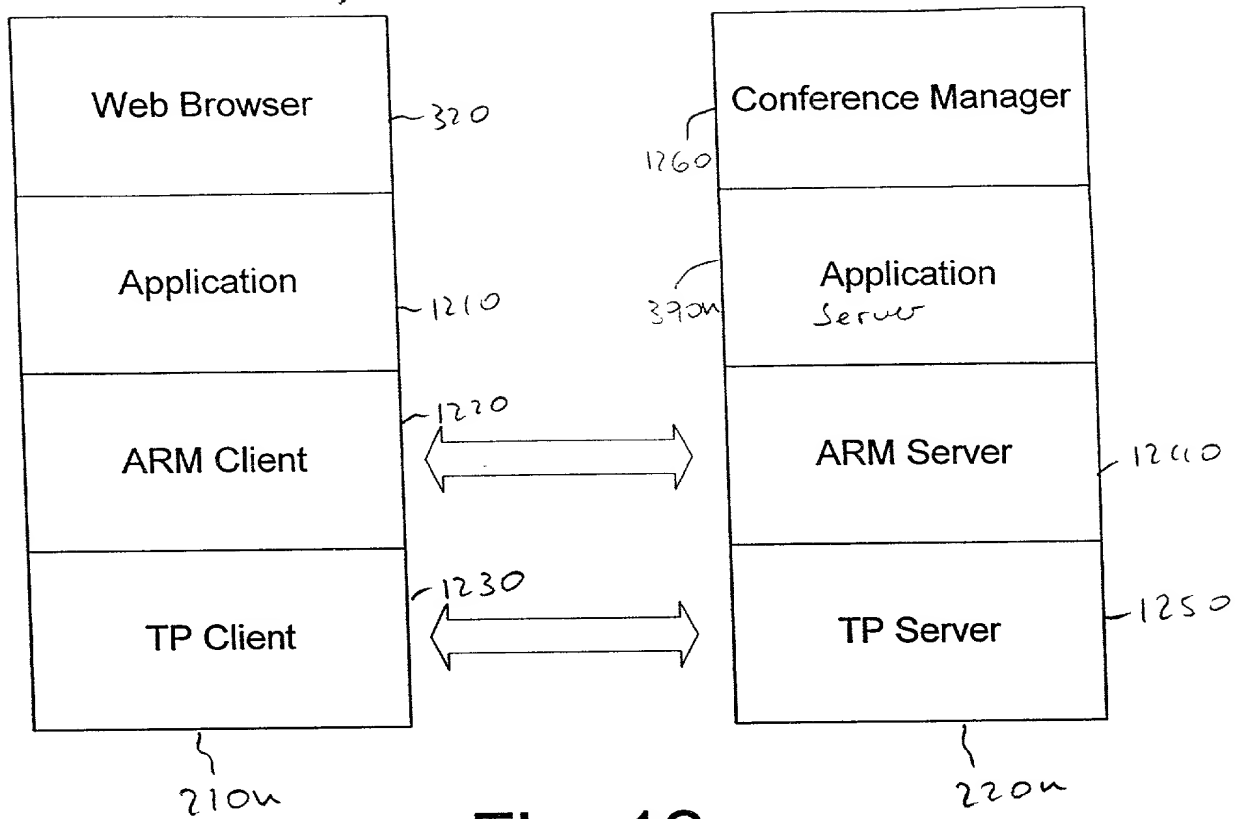 Web Browser
320
Application
1210
ARM Client
1220
TP Client
1230
210n
Conference Manager
1260
Application
Server
390n
ARM Server
1240
TP Server
1250
220n